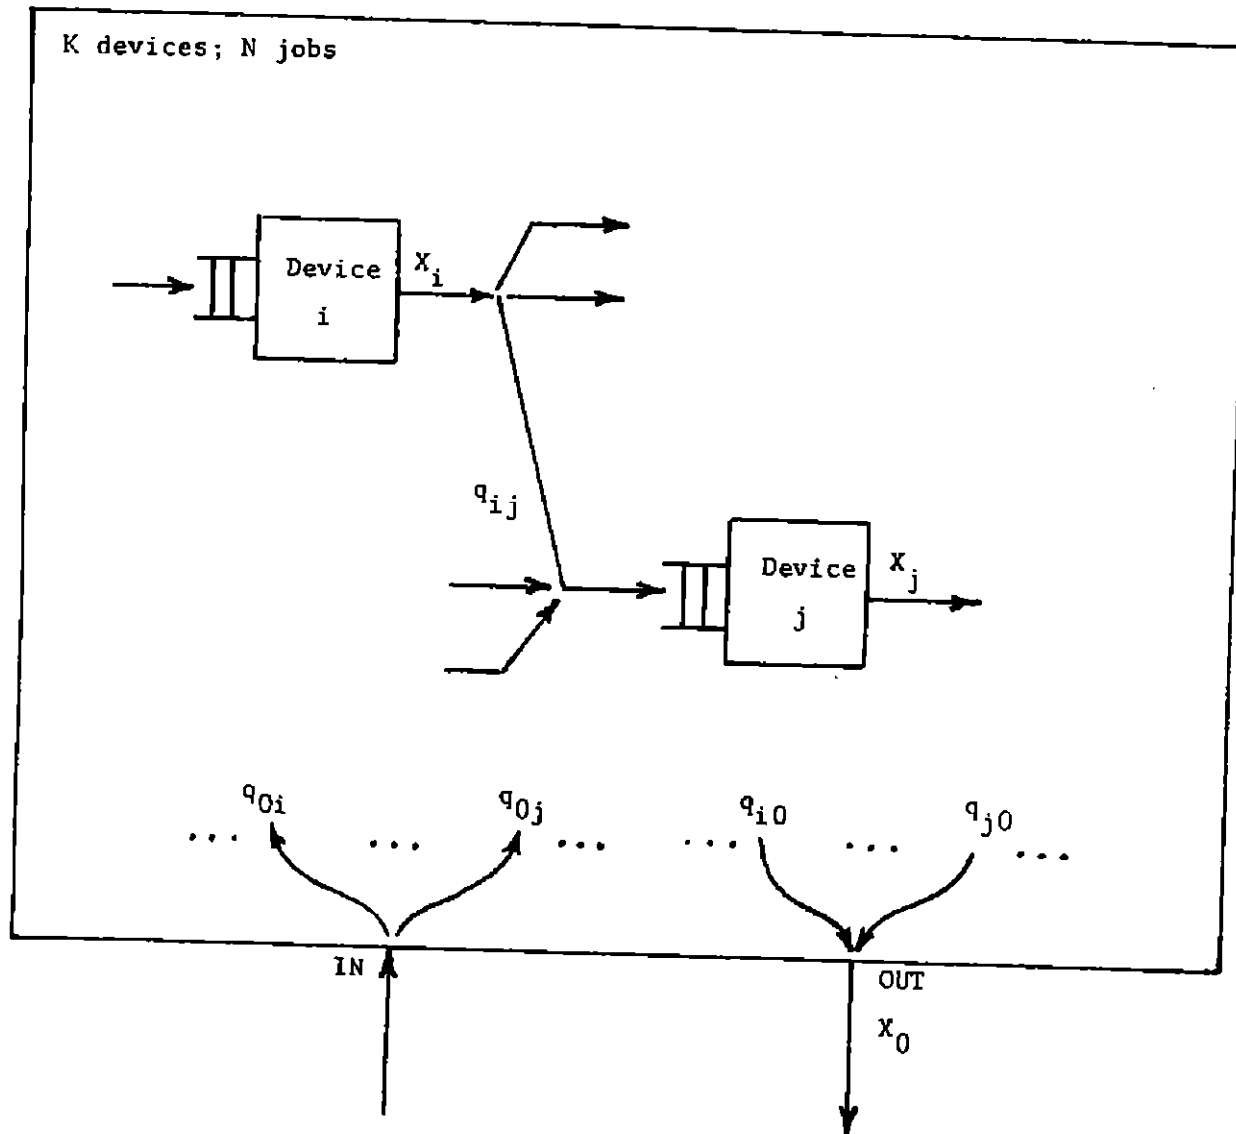 K devices; N jobs
Device
i
X_i
q_ij
Device
j
X_j
q_0i
q_0j
q_i0
q_j0
... ... ... ... ... ...
IN
OUT
X_0